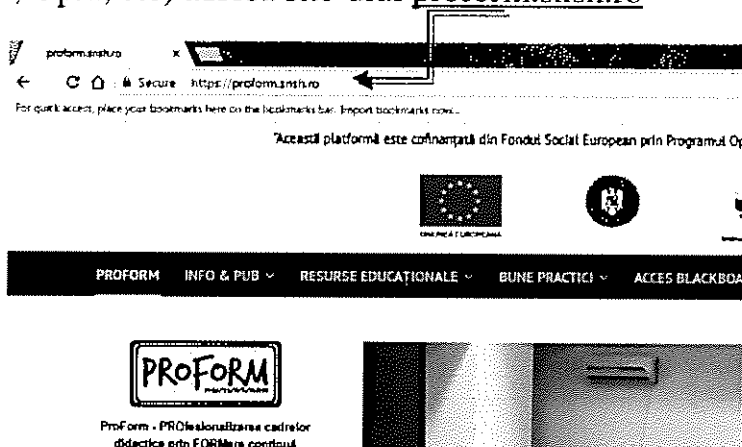 proform.snsh.ro ×
Secure https://proform.snsh.ro
For quick access, place your bookmarks here on the bookmarks bar. Import bookmarks now...
"Această platformă este cofinanțată din Fondul Social European prin Programul Op
UNIUNEA EUROPEANĂ
PROFORM INFO & PUB RESURSE EDUCAȚIONALE BUNE PRACTICI ACCES BLACKBOA
PROFORM
ProForm - PROfesionalizarea cadrelor
didactice prin FORMare continuă